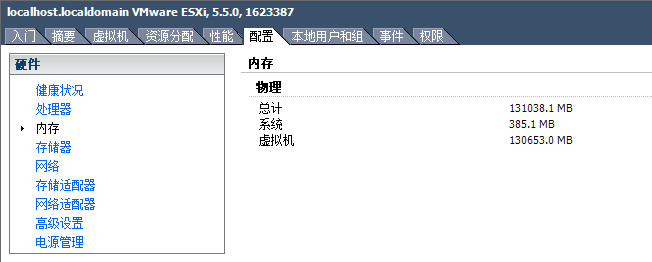 localhost.localdomain VMware ESXi, 5.5.0, 1623387
入门 摘要 虚拟机 资源分配 性能 配置 本地用户和组 事件 权限
硬件
健康状况
处理器
内存
存储器
网络
存储适配器
网络适配器
高级设置
电源管理
内存
物理
总计 131038.1 MB
系统 385.1 MB
虚拟机 130653.0 MB